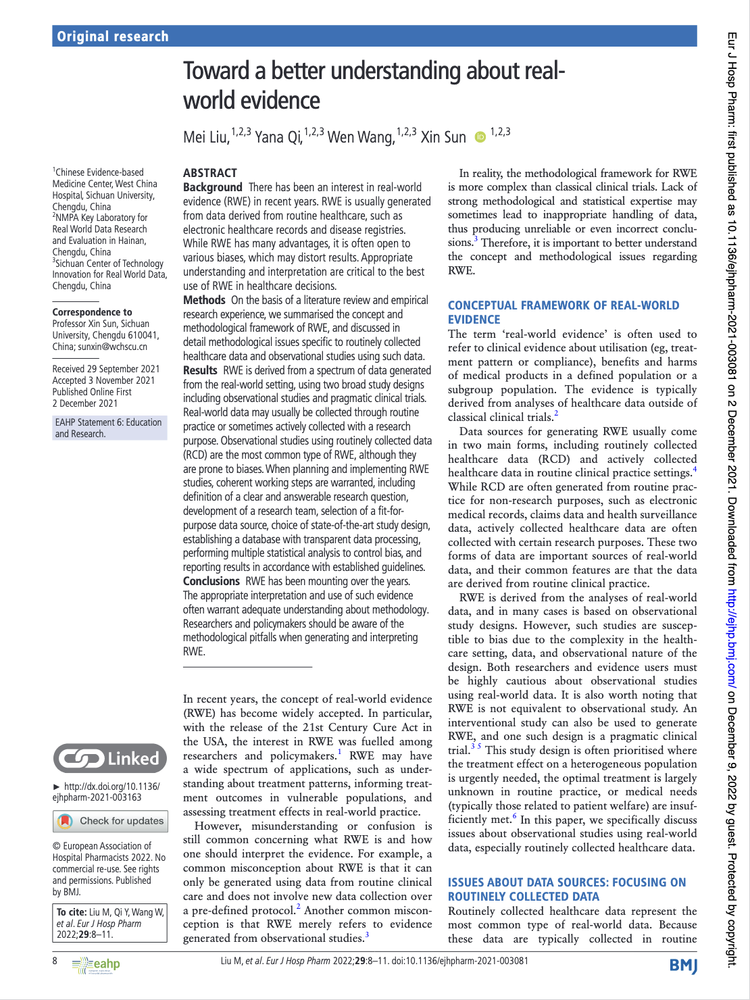 Original research
Toward a better understanding about real-
world evidence
Mei Liu,1,2,3 Yana Qi,1,2,3 Wen Wang,1,2,3 Xin Sun iD 1,2,3
1Chinese Evidence-based
Medicine Center, West China
Hospital, Sichuan University,
Chengdu, China
2NMPA Key Laboratory for
Real World Data Research
and Evaluation in Hainan,
Chengdu, China
3Sichuan Center of Technology
Innovation for Real World Data,
Chengdu, China
Correspondence to
Professor Xin Sun, Sichuan
University, Chengdu 610041,
China; sunxin@wchscu.cn
Received 29 September 2021
Accepted 3 November 2021
Published Online First
2 December 2021
EAHP Statement 6: Education
and Research.
Linked
► http://dx.doi.org/10.1136/
ejhpharm-2021-003163
Check for updates
© European Association of
Hospital Pharmacists 2022. No
commercial re-use. See rights
and permissions. Published
by BMJ.
To cite: Liu M, Qi Y, Wang W,
et al. Eur J Hosp Pharm
2022;29:8–11.
ABSTRACT
Background There has been an interest in real-world
evidence (RWE) in recent years. RWE is usually generated
from data derived from routine healthcare, such as
electronic healthcare records and disease registries.
While RWE has many advantages, it is often open to
various biases, which may distort results. Appropriate
understanding and interpretation are critical to the best
use of RWE in healthcare decisions.
Methods On the basis of a literature review and empirical
research experience, we summarised the concept and
methodological framework of RWE, and discussed in
detail methodological issues specific to routinely collected
healthcare data and observational studies using such data.
Results RWE is derived from a spectrum of data generated
from the real-world setting, using two broad study designs
including observational studies and pragmatic clinical trials.
Real-world data may usually be collected through routine
practice or sometimes actively collected with a research
purpose. Observational studies using routinely collected data
(RCD) are the most common type of RWE, although they
are prone to biases. When planning and implementing RWE
studies, coherent working steps are warranted, including
definition of a clear and answerable research question,
development of a research team, selection of a fit-for-
purpose data source, choice of state-of-the-art study design,
establishing a database with transparent data processing,
performing multiple statistical analysis to control bias, and
reporting results in accordance with established guidelines.
Conclusions RWE has been mounting over the years.
The appropriate interpretation and use of such evidence
often warrant adequate understanding about methodology.
Researchers and policymakers should be aware of the
methodological pitfalls when generating and interpreting
RWE.
In recent years, the concept of real-world evidence
(RWE) has become widely accepted. In particular,
with the release of the 21st Century Cure Act in
the USA, the interest in RWE was fuelled among
researchers and policymakers.1 RWE may have
a wide spectrum of applications, such as under-
standing about treatment patterns, informing treat-
ment outcomes in vulnerable populations, and
assessing treatment effects in real-world practice.
However, misunderstanding or confusion is
still common concerning what RWE is and how
one should interpret the evidence. For example, a
common misconception about RWE is that it can
only be generated using data from routine clinical
care and does not involve new data collection over
a pre-defined protocol.2 Another common miscon-
ception is that RWE merely refers to evidence
generated from observational studies.3
In reality, the methodological framework for RWE
is more complex than classical clinical trials. Lack of
strong methodological and statistical expertise may
sometimes lead to inappropriate handling of data,
thus producing unreliable or even incorrect conclu-
sions.3 Therefore, it is important to better understand
the concept and methodological issues regarding
RWE.
CONCEPTUAL FRAMEWORK OF REAL-WORLD
EVIDENCE
The term ‘real-world evidence’ is often used to
refer to clinical evidence about utilisation (eg, treat-
ment pattern or compliance), benefits and harms
of medical products in a defined population or a
subgroup population. The evidence is typically
derived from analyses of healthcare data outside of
classical clinical trials.2
Data sources for generating RWE usually come
in two main forms, including routinely collected
healthcare data (RCD) and actively collected
healthcare data in routine clinical practice settings.4
While RCD are often generated from routine prac-
tice for non-research purposes, such as electronic
medical records, claims data and health surveillance
data, actively collected healthcare data are often
collected with certain research purposes. These two
forms of data are important sources of real-world
data, and their common features are that the data
are derived from routine clinical practice.
RWE is derived from the analyses of real-world
data, and in many cases is based on observational
study designs. However, such studies are suscep-
tible to bias due to the complexity in the health-
care setting, data, and observational nature of the
design. Both researchers and evidence users must
be highly cautious about observational studies
using real-world data. It is also worth noting that
RWE is not equivalent to observational study. An
interventional study can also be used to generate
RWE, and one such design is a pragmatic clinical
trial.3 5 This study design is often prioritised where
the treatment effect on a heterogeneous population
is urgently needed, the optimal treatment is largely
unknown in routine practice, or medical needs
(typically those related to patient welfare) are insuf-
ficiently met.6 In this paper, we specifically discuss
issues about observational studies using real-world
data, especially routinely collected healthcare data.
ISSUES ABOUT DATA SOURCES: FOCUSING ON
ROUTINELY COLLECTED DATA
Routinely collected healthcare data represent the
most common type of real-world data. Because
these data are typically collected in routine
8
eahp
Liu M, et al. Eur J Hosp Pharm 2022;29:8–11. doi:10.1136/ejhpharm-2021-003081
BMJ
Eur J Hosp Pharm: first published as 10.1136/ejhpharm-2021-003081 on 2 December 2021. Downloaded from http://ejhp.bmj.com/ on December 9, 2022 by guest. Protected by copyright.